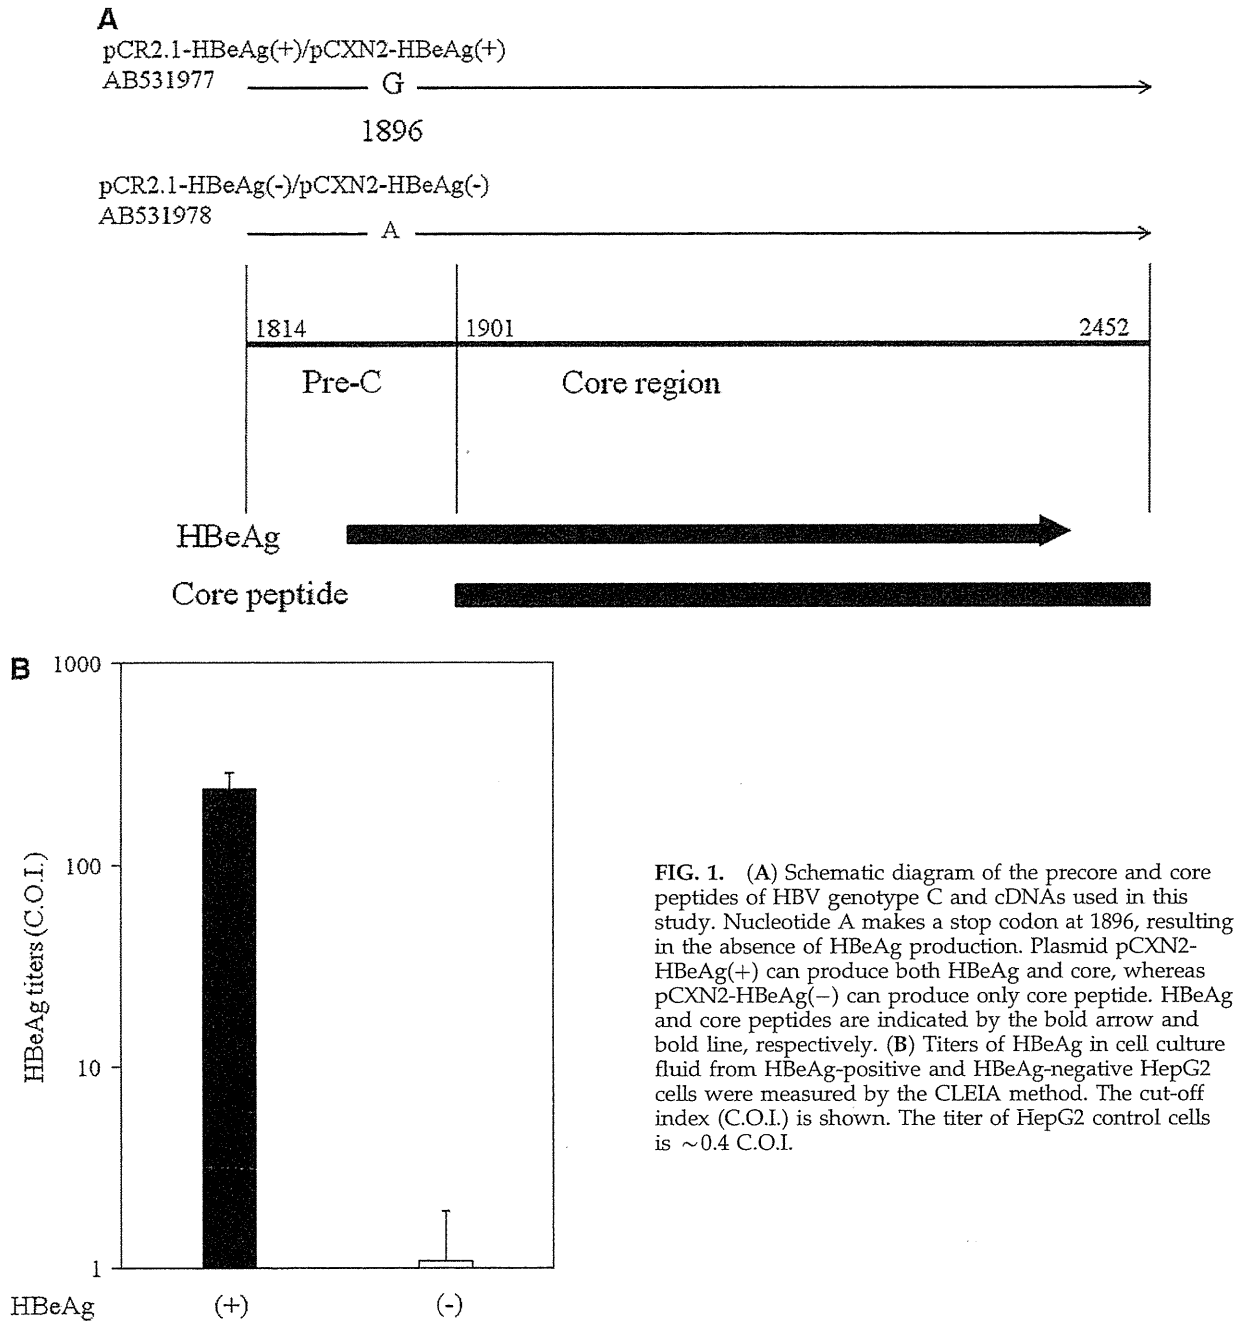 A
pCR2.1-HBeAg(+)/pCXN2-HBeAg(+)
AB531977
G
1896
pCR2.1-HBeAg(-)/pCXN2-HBeAg(-)
AB531978
A
1814
1901
2452
Pre-C
Core region
HBeAg
Core peptide
B
1000
100
10
1
HBeAg titers (C.O.I.)
HBeAg
(+)
(-)
FIG. 1. (A) Schematic diagram of the precore and core
peptides of HBV genotype C and cDNAs used in this
study. Nucleotide A makes a stop codon at 1896, resulting
in the absence of HBeAg production. Plasmid pCXN2-
HBeAg(+) can produce both HBeAg and core, whereas
pCXN2-HBeAg(−) can produce only core peptide. HBeAg
and core peptides are indicated by the bold arrow and
bold line, respectively. (B) Titers of HBeAg in cell culture
fluid from HBeAg-positive and HBeAg-negative HepG2
cells were measured by the CLEIA method. The cut-off
index (C.O.I.) is shown. The titer of HepG2 control cells
is ~0.4 C.O.I.